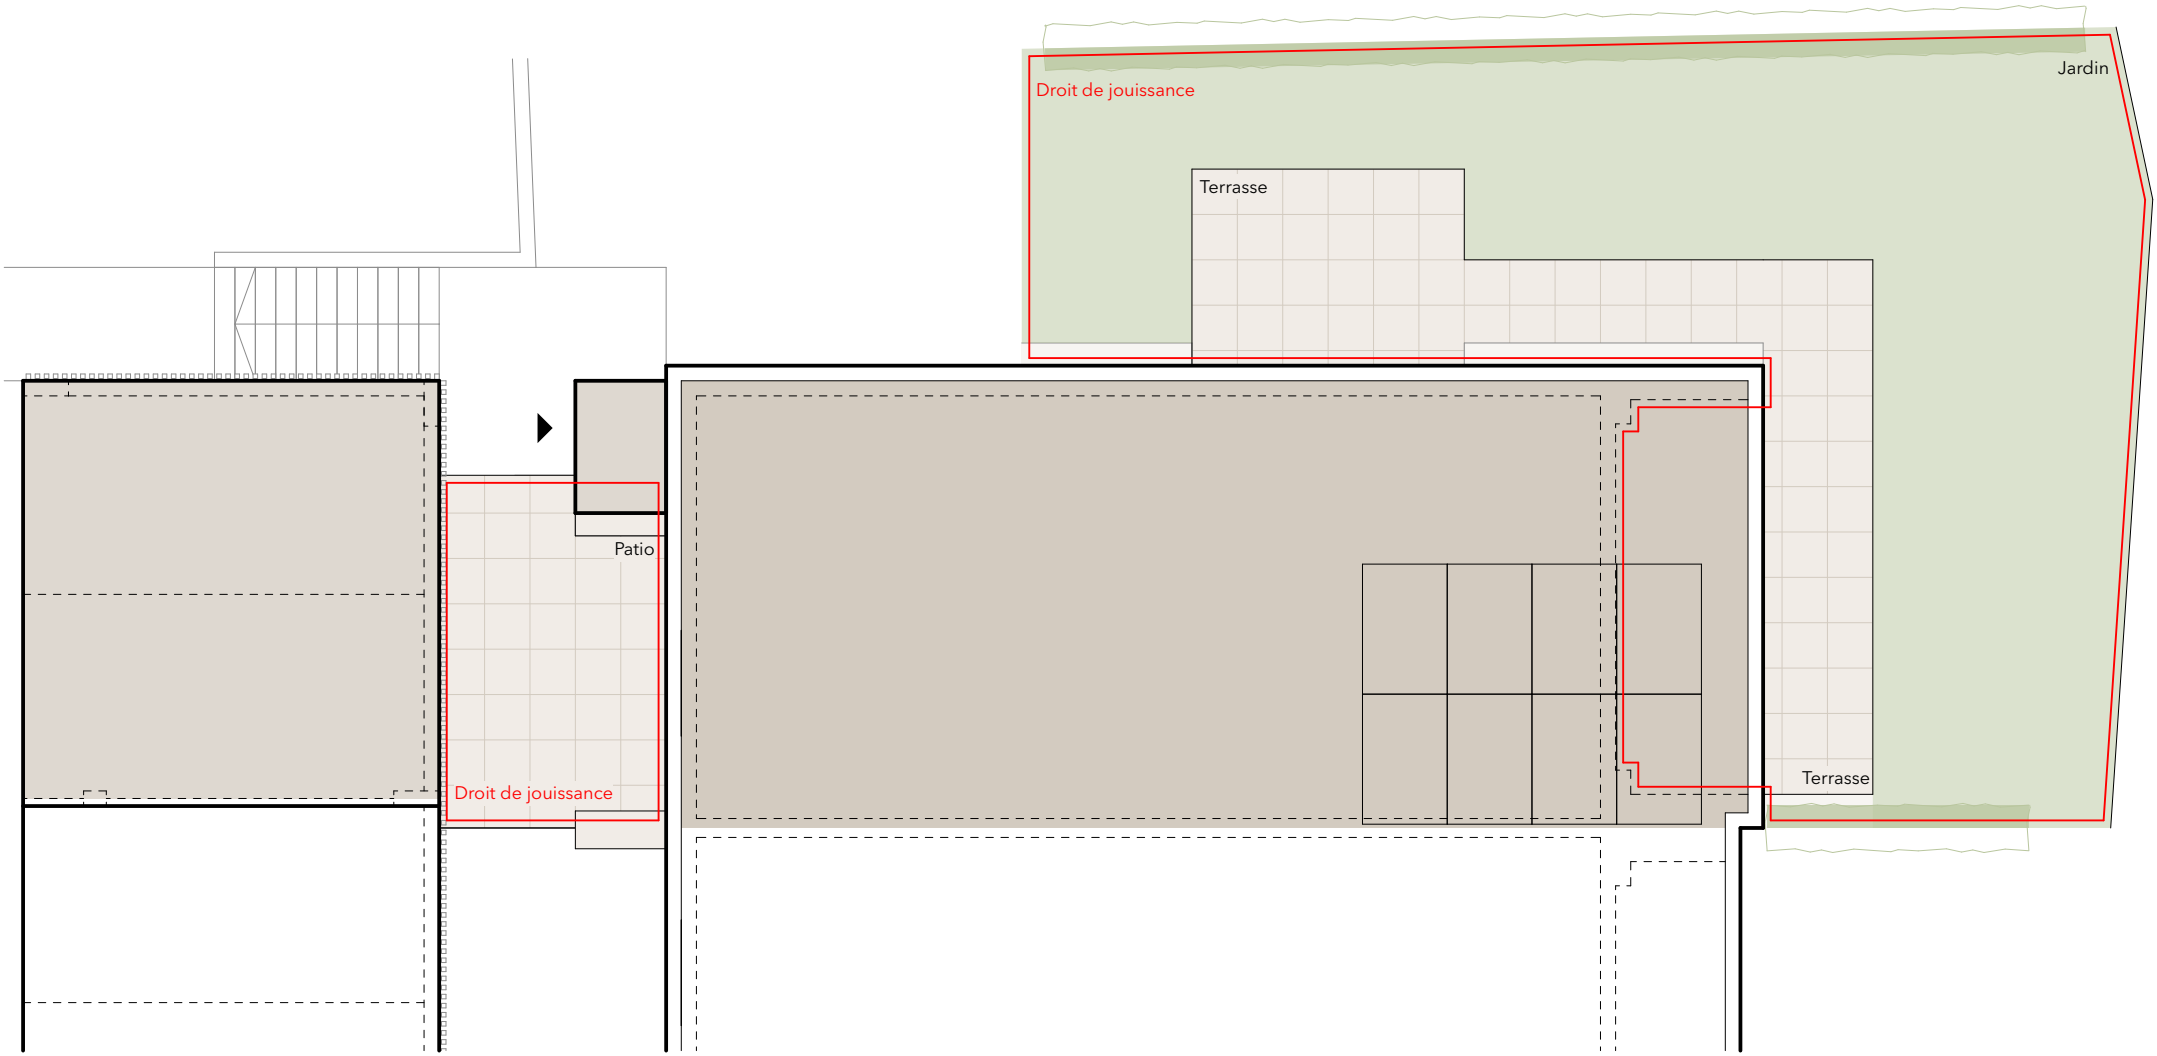 Jardin
Droit de jouissance
Terrasse
Patio
Terrasse
Droit de jouissance